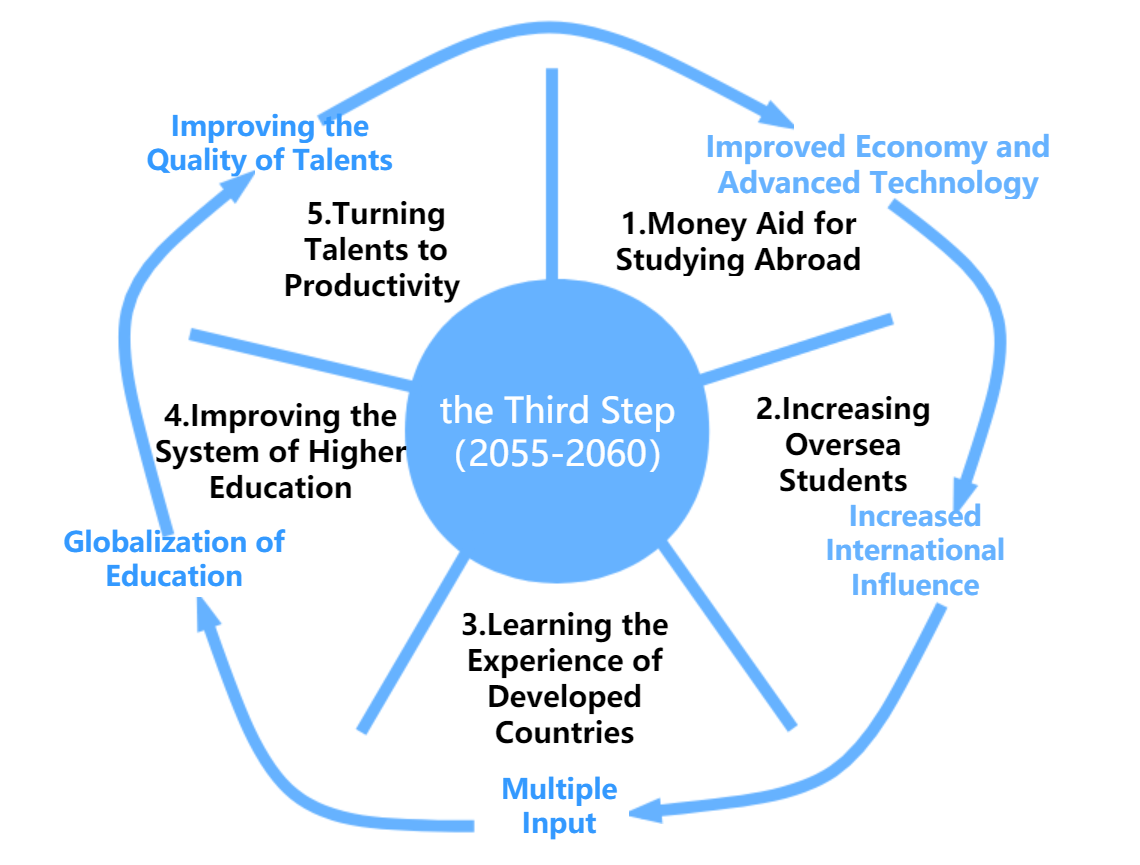 Improving the
Quality of Talents
Improved Economy and
Advanced Technology
5.Turning
Talents to
Productivity
1.Money Aid for
Studying Abroad
the Third Step
(2055-2060)
4.Improving the
System of Higher
Education
2.Increasing
Oversea
Students
Globalization of
Education
Increased
International
Influence
3.Learning the
Experience of
Developed
Countries
Multiple
Input